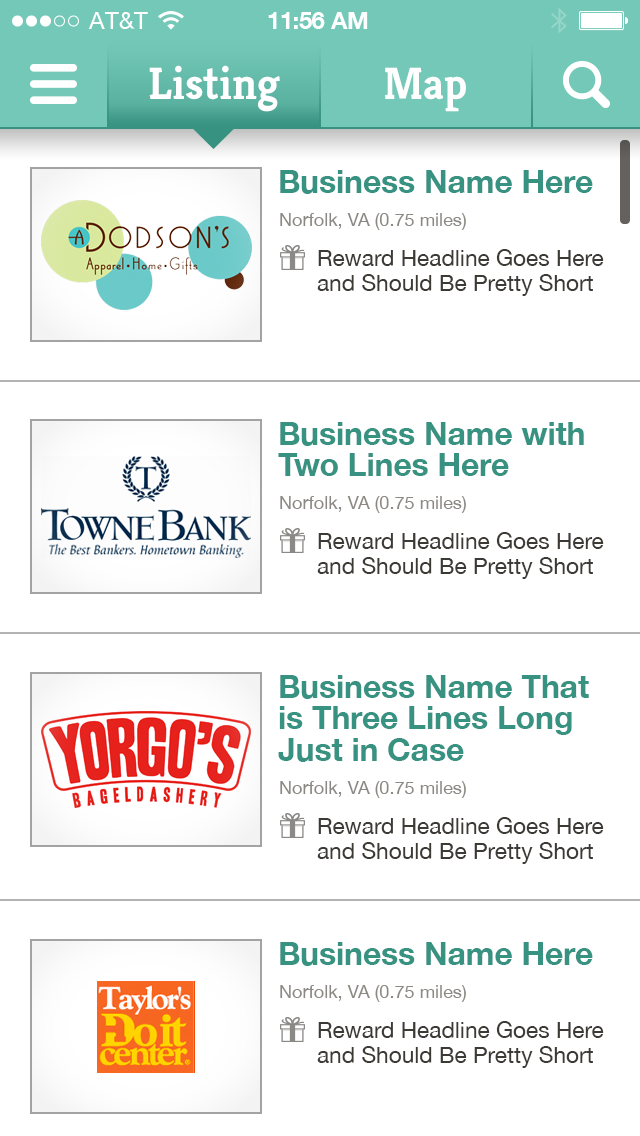 AT&T 11:56 AM
Listing Map
A DODSON'S
Apparel • Home • Gifts
Business Name Here
Norfolk, VA (0.75 miles)
Reward Headline Goes Here
and Should Be Pretty Short
T
TOWNEBANK
The Best Bankers. Hometown Banking.
Business Name with
Two Lines Here
Norfolk, VA (0.75 miles)
Reward Headline Goes Here
and Should Be Pretty Short
YORGO'S
BAGELDASHERY
Business Name That
is Three Lines Long
Just in Case
Norfolk, VA (0.75 miles)
Reward Headline Goes Here
and Should Be Pretty Short
Taylor's
Do it
center®
Business Name Here
Norfolk, VA (0.75 miles)
Reward Headline Goes Here
and Should Be Pretty Short